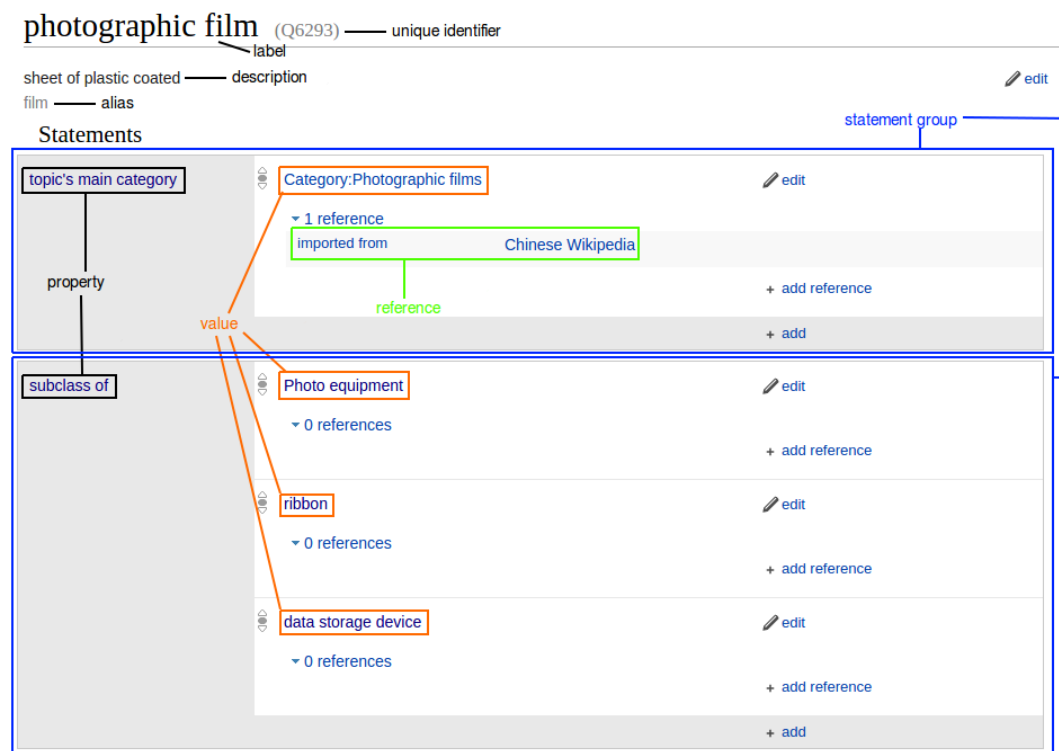 photographic film (Q6293) unique identifier
label
sheet of plastic coated description edit
film alias
statement group
Statements
topic's main category Category:Photographic films edit
1 reference
imported from Chinese Wikipedia
property add reference
reference
value
+ add
subclass of Photo equipment edit
0 references
+ add reference
ribbon edit
0 references
+ add reference
data storage device edit
0 references
+ add reference
+ add